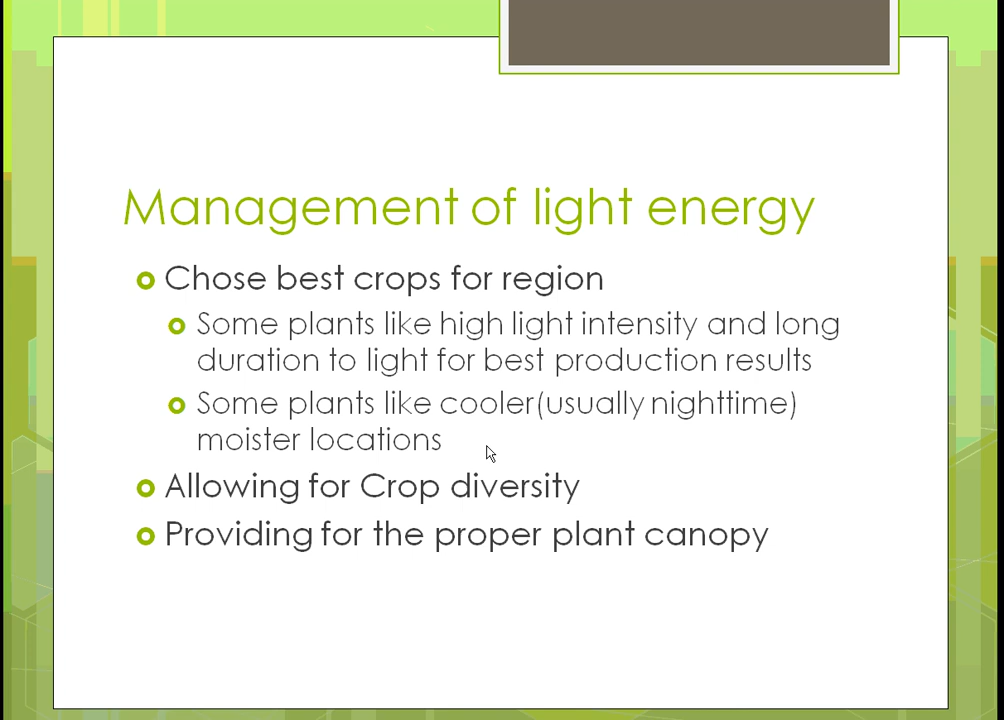 Management of light energy
Chose best crops for region
Some plants like high light intensity and long
duration to light for best production results
Some plants like cooler(usually nighttime)
moister locations
Allowing for Crop diversity
Providing for the proper plant canopy